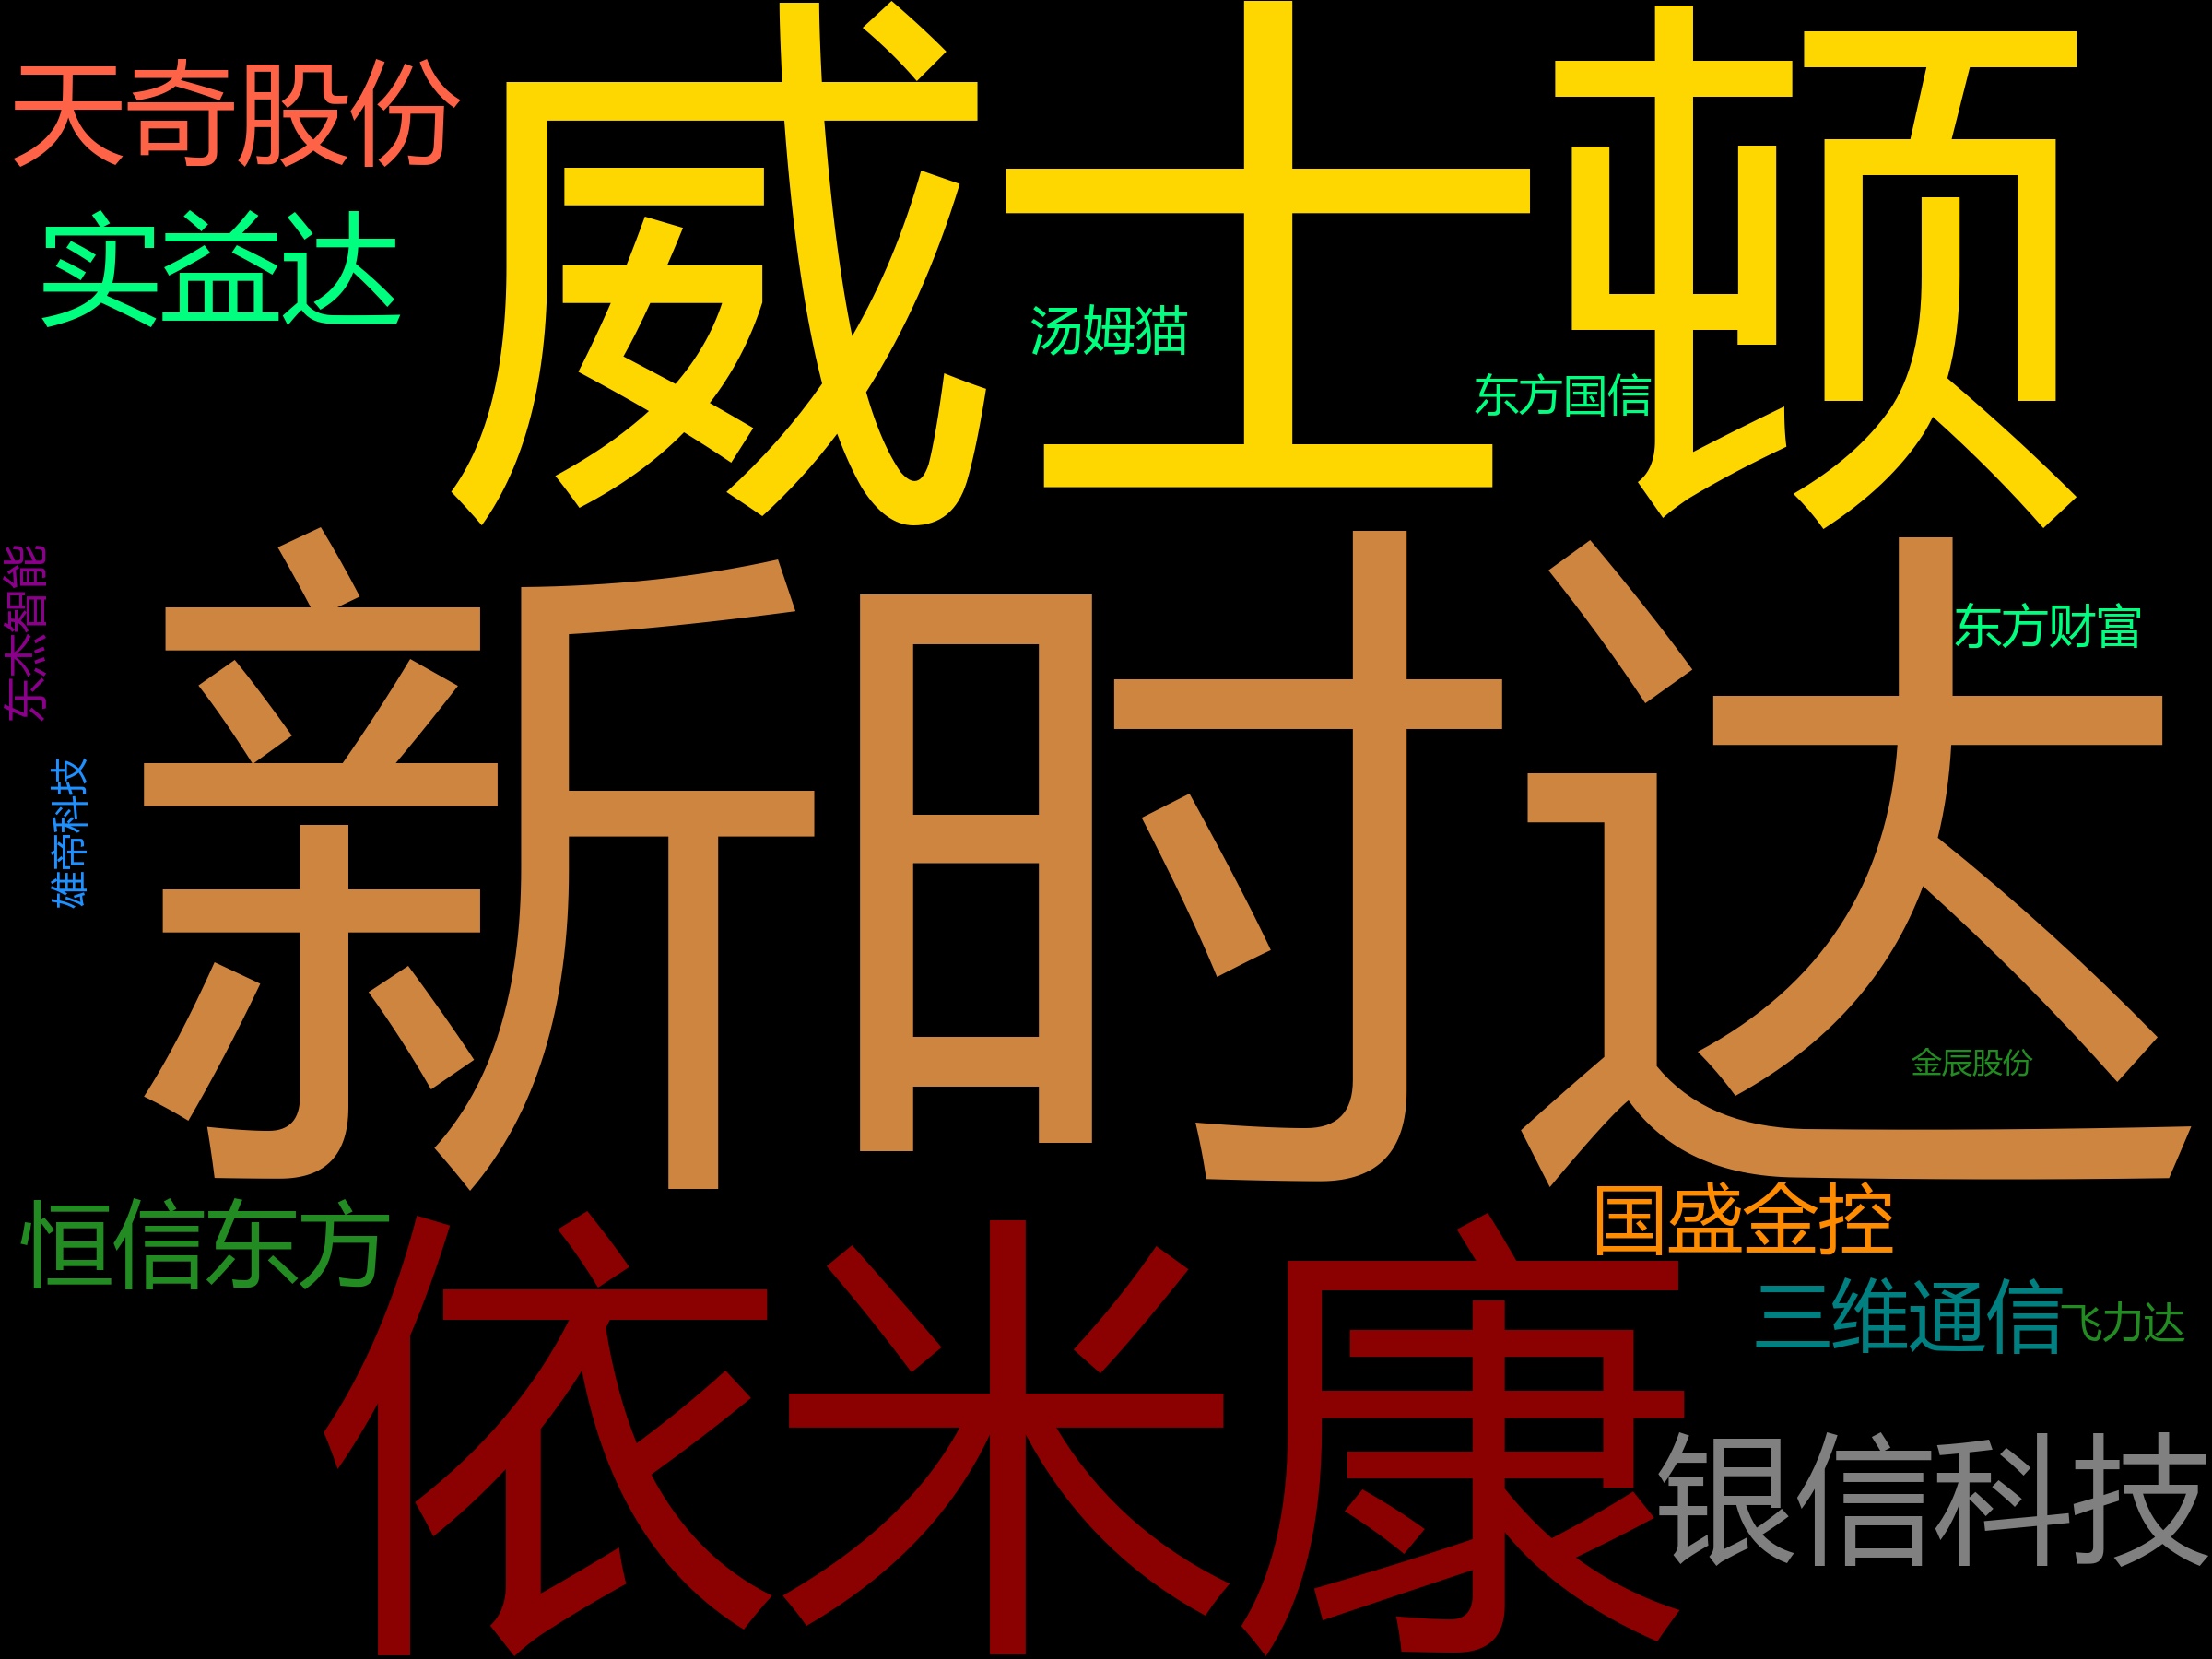 天奇股份
威士顿
实益达
汤姆猫
东方国信
东杰智能
新时达
东方财富
维帝科技
金辰股份
恒信东方
国盛金控
依米康
三维通信
飞力达
银信科技